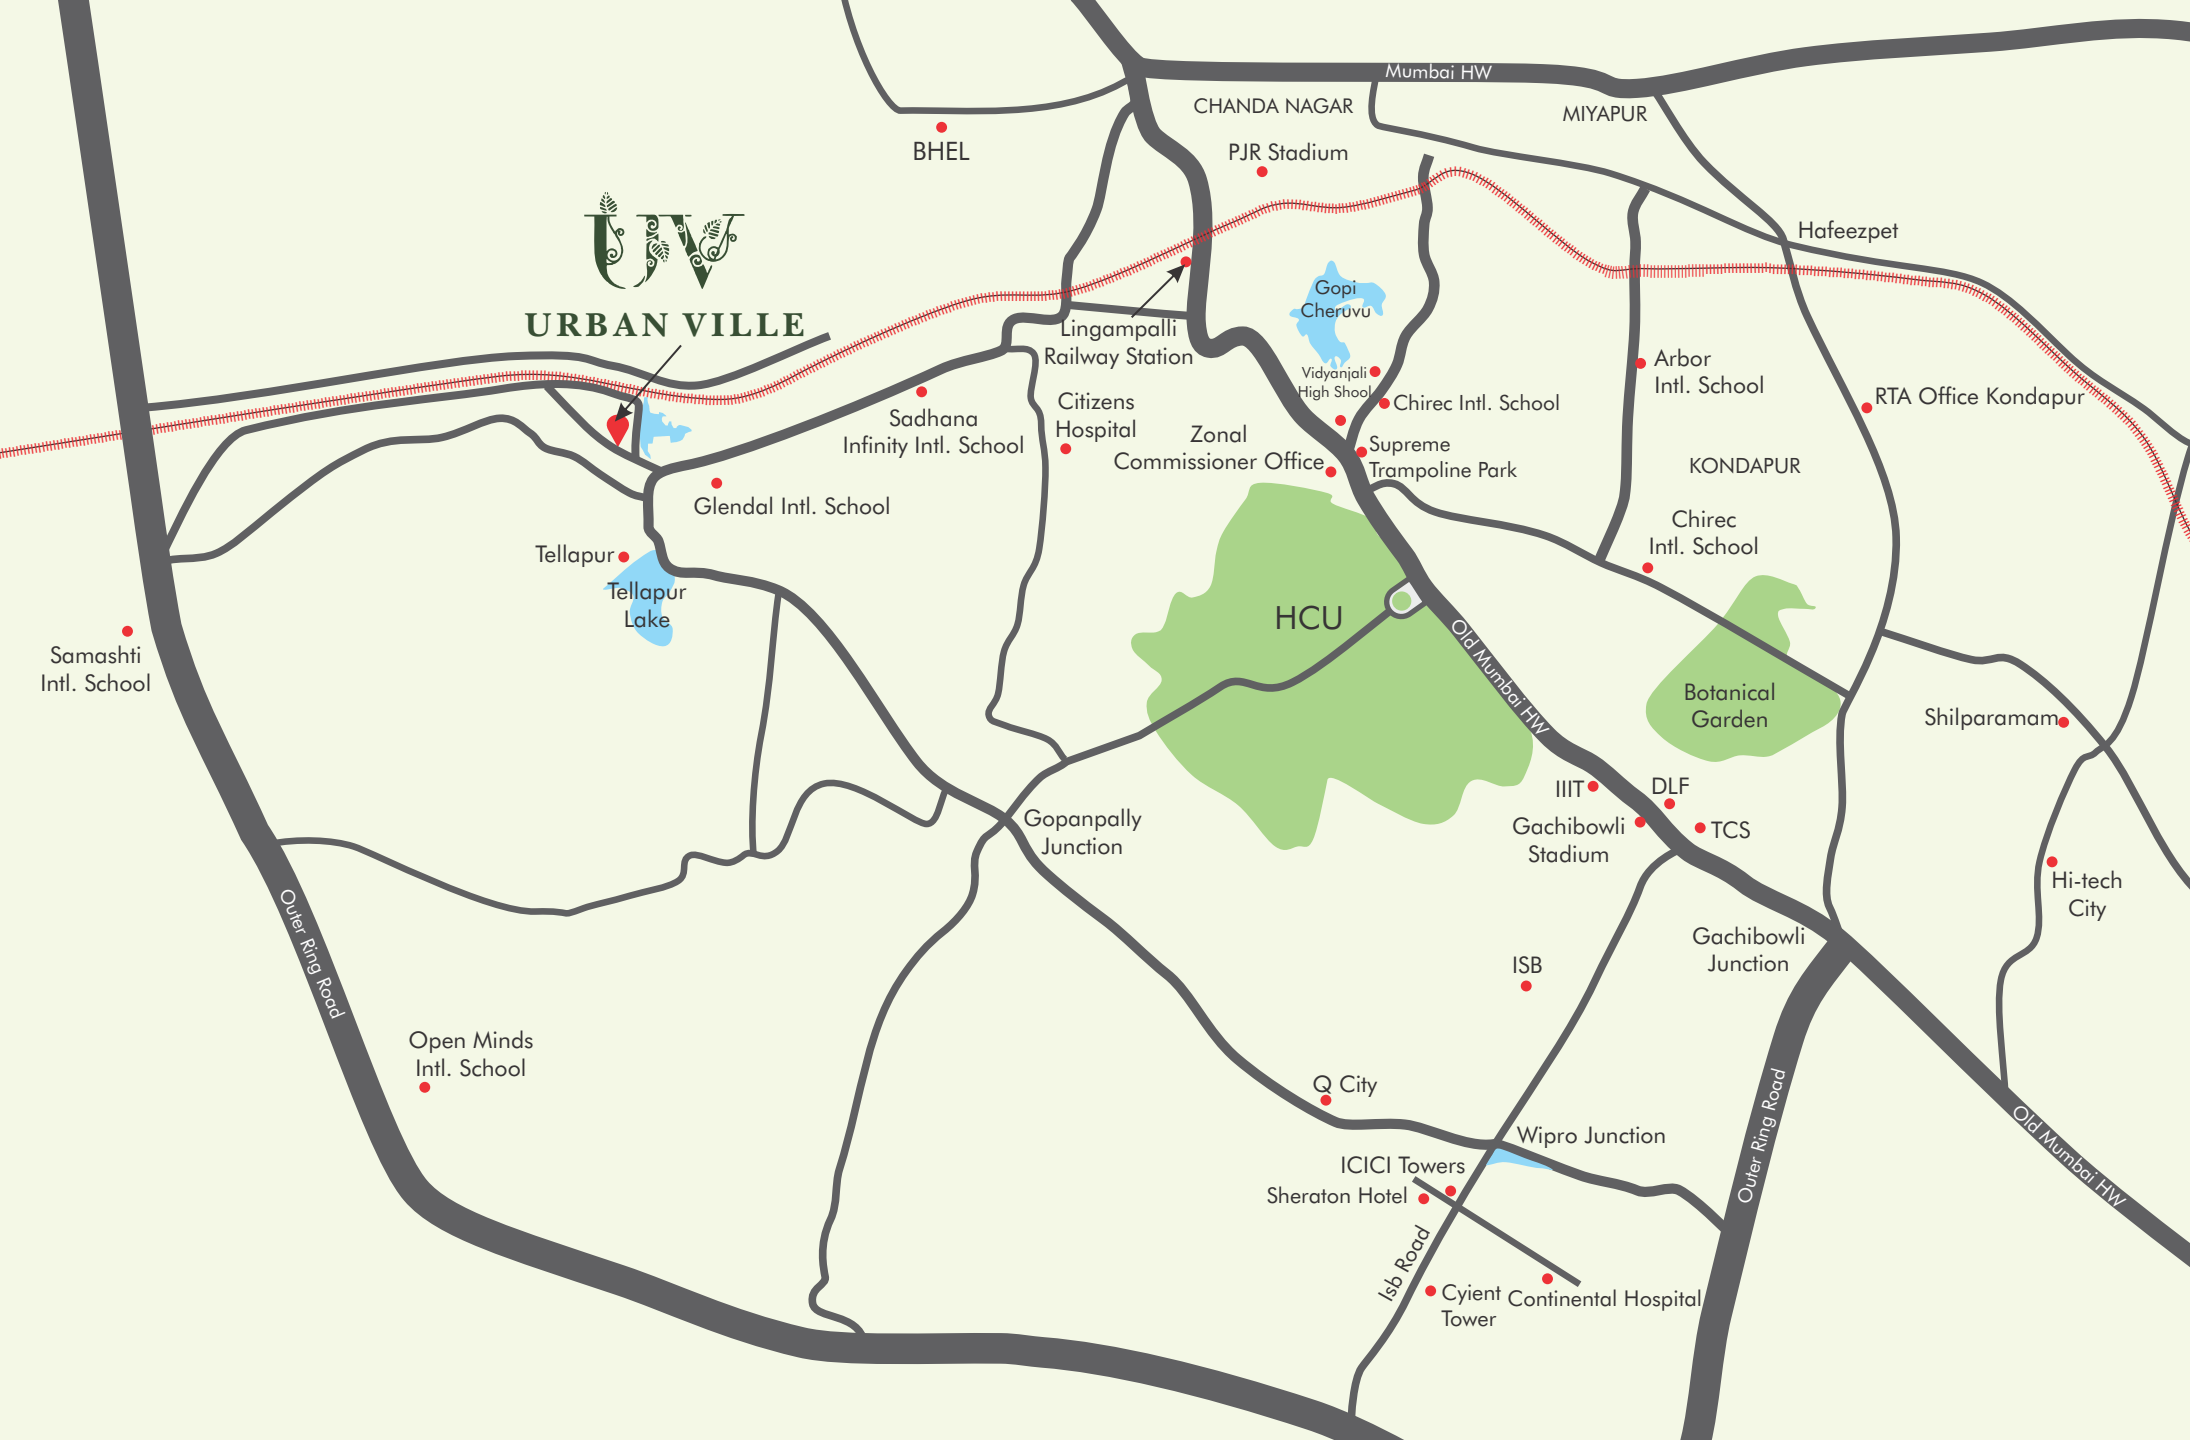 Mumbai HW
CHANDA NAGAR
MIYAPUR
BHEL
PJR Stadium
UV
URBAN VILLE
Hafeezpet
Gopi
Cheruvu
Lingampalli
Railway Station
Vidyanjali
High Shool
Arbor
Intl. School
Chirec Intl. School
RTA Office Kondapur
Sadhana
Infinity Intl. School
Citizens
Hospital
Zonal
Commissioner Office
Supreme
Trampoline Park
KONDAPUR
Glendal Intl. School
Chirec
Intl. School
Tellapur
Tellapur
Lake
HCU
Old Mumbai HW
Samashti
Intl. School
Botanical
Garden
Shilparamam
IIIT
DLF
Gachibowli
Stadium
TCS
Gopanpally
Junction
Hi-tech
City
Outer Ring Road
Gachibowli
Junction
ISB
Open Minds
Intl. School
Q City
Outer Ring Road
Old Mumbai HW
Wipro Junction
ICICI Towers
Sheraton Hotel
Isb Road
Cyient
Tower
Continental Hospital